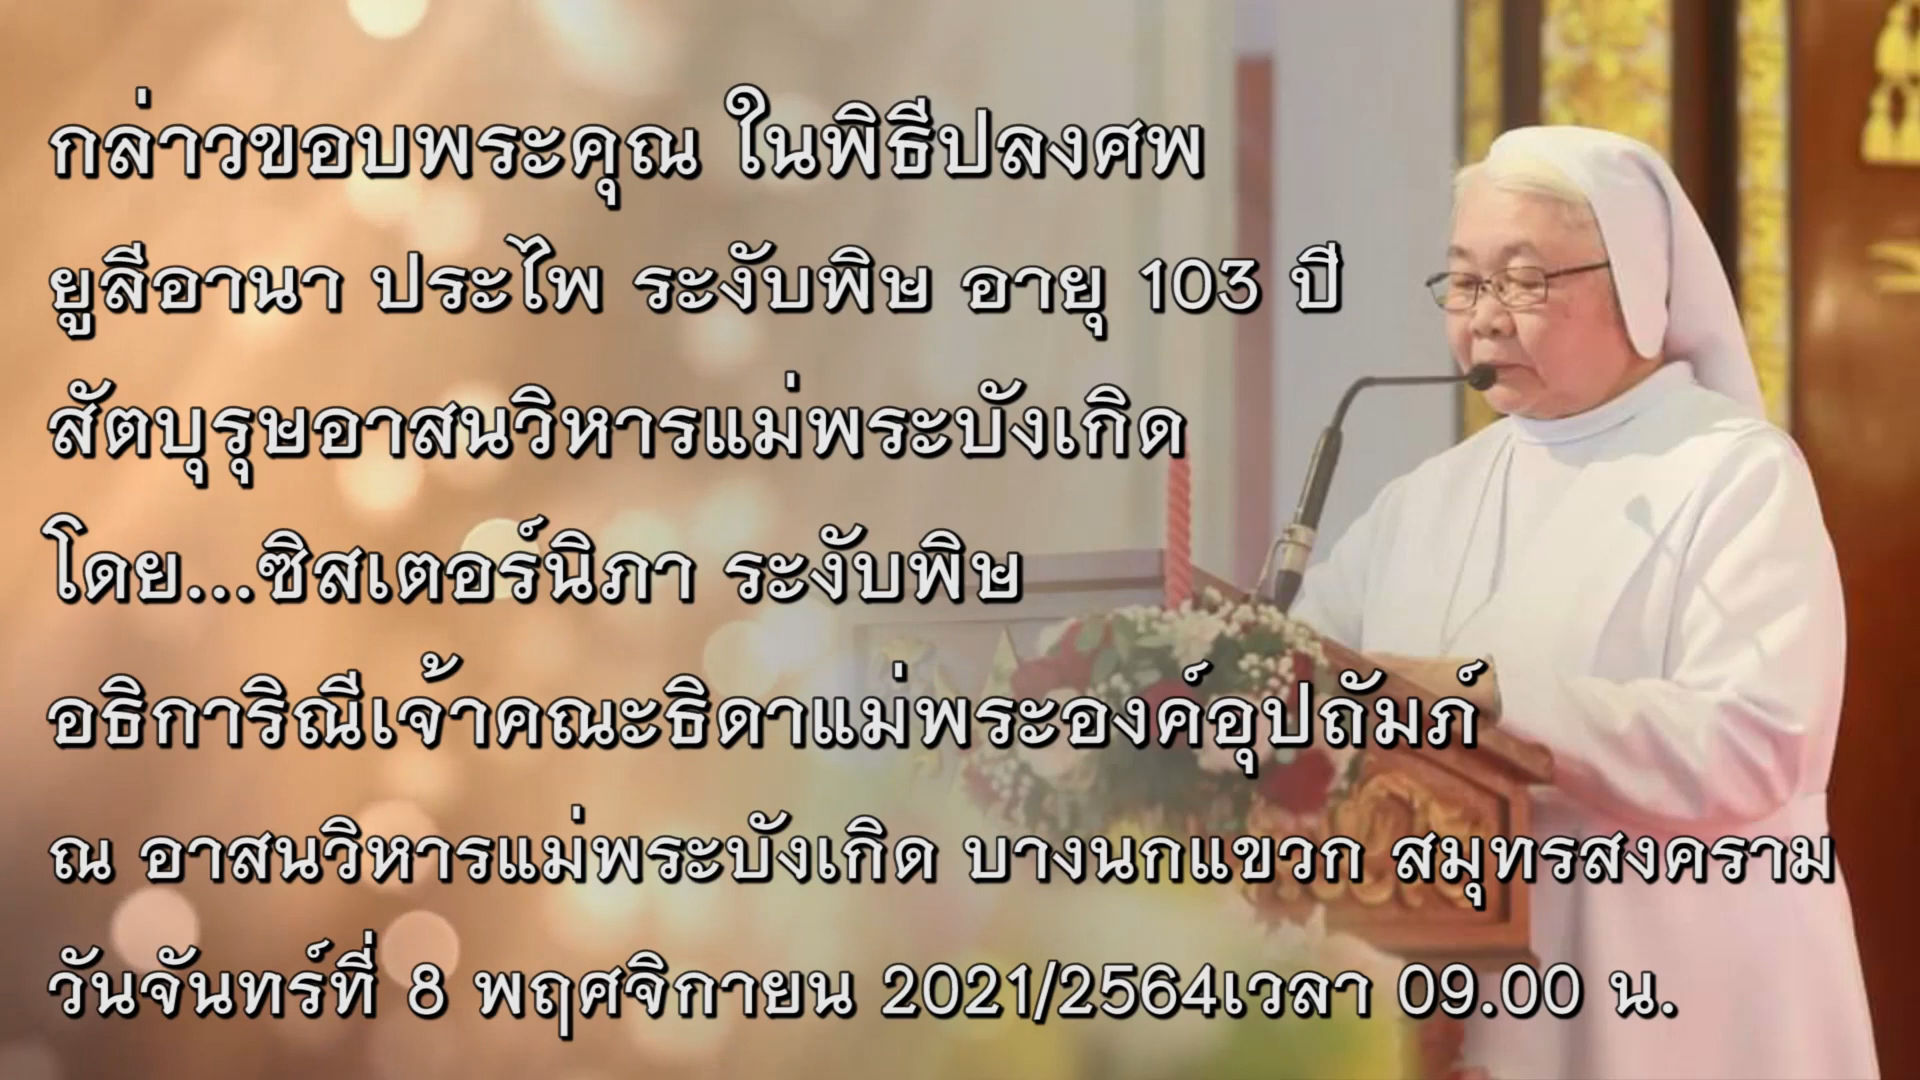 กล่าวขอบพระคุณ ในพิธีปลงศพ
ยูลีอานา ประไพ ระงับพิษ อายุ 103 ปี
สัตบุรุษอาสนวิหารแม่พระบังเกิด
โดย...ซิสเตอร์นิภา ระงับพิษ
อธิการิณีเจ้าคณะธิดาแม่พระองค์อุปถัมภ์
ณ อาสนวิหารแม่พระบังเกิด บางนกแขวก สมุทรสงคราม
วันจันทร์ที่ 8 พฤศจิกายน 2021/2564เวลา 09.00 น.